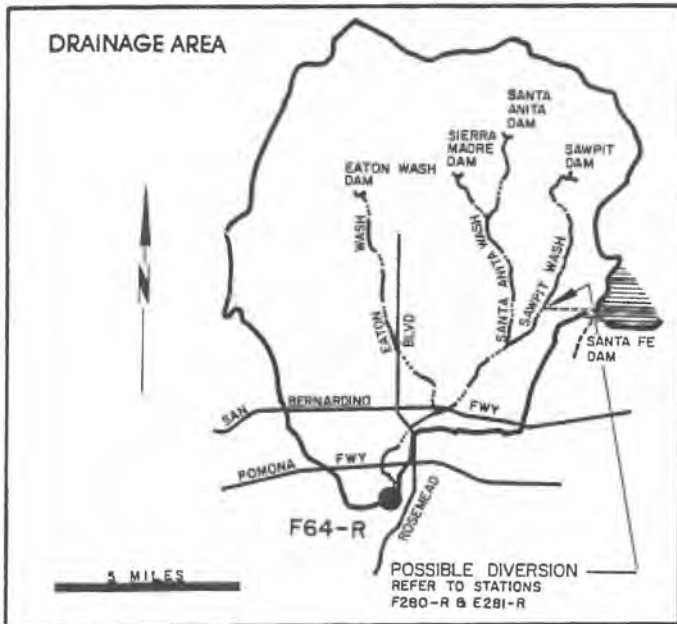 DRAINAGE AREA
SANTA
ANITA
DAM
SIERRA
MADRE
DAM
SAWPIT
DAM
EATON WASH
DAM
WASH
EATON
BLVD
SANTA ANITA WASH
SAWPIT WASH
N
SANTA FE
DAM
SAN BERNARDINO FWY
POMONA FWY
ROSEMEAD
F64-R
5 MILES
POSSIBLE DIVERSION
REFER TO STATIONS
F280-R & E281-R